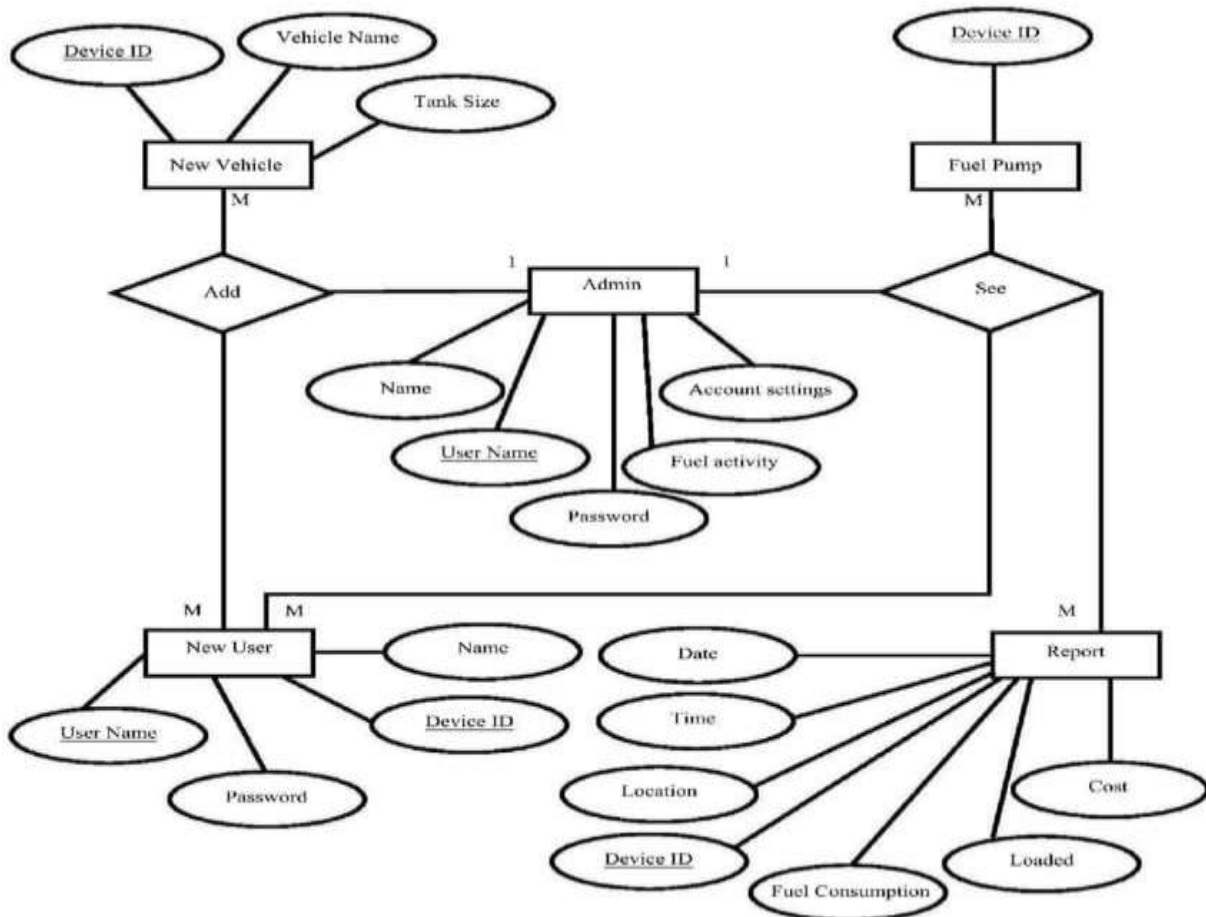 Device ID
Vehicle Name
Tank Size
New Vehicle
M
Device ID
Fuel Pump
M
Add
1
Admin
1
See
Name
User Name
Password
Fuel activity
Account settings
M
M
New User
Name
User Name
Device ID
Password
M
Report
Date
Time
Location
Device ID
Fuel Consumption
Loaded
Cost